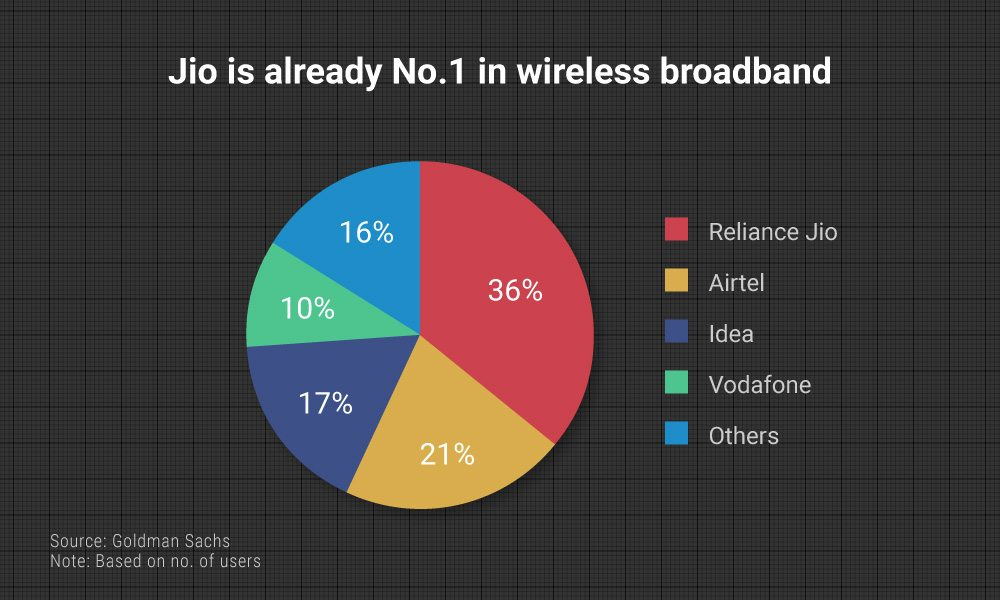 Jio is already No.1 in wireless broadband
16%
36%
10%
17%
21%
Reliance Jio
Airtel
Idea
Vodafone
Others
Source: Goldman Sachs
Note: Based on no. of users